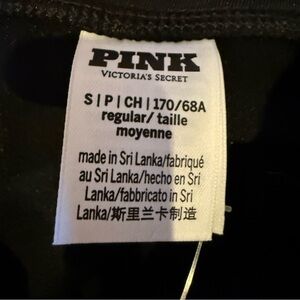 PINK
VICTORIA'S SECRET
S | P | CH | 170/68A
regular/ taille
moyenne
made in Sri Lanka/fabriqué
au Sri Lanka/hecho en Sri
Lanka/fabbricato in Sri
Lanka/斯里兰卡制造